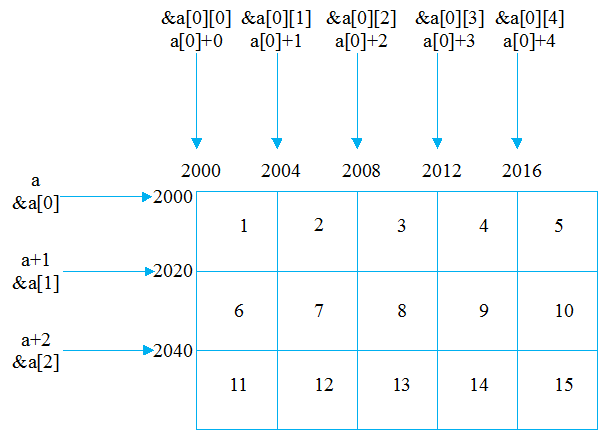 &a[0][0] &a[0][1] &a[0][2] &a[0][3] &a[0][4]
a[0]+0 a[0]+1 a[0]+2 a[0]+3 a[0]+4
2000 2004 2008 2012 2016
a
&a[0]
2000
1 2 3 4 5
a+1
&a[1]
2020
6 7 8 9 10
a+2
&a[2]
2040
11 12 13 14 15